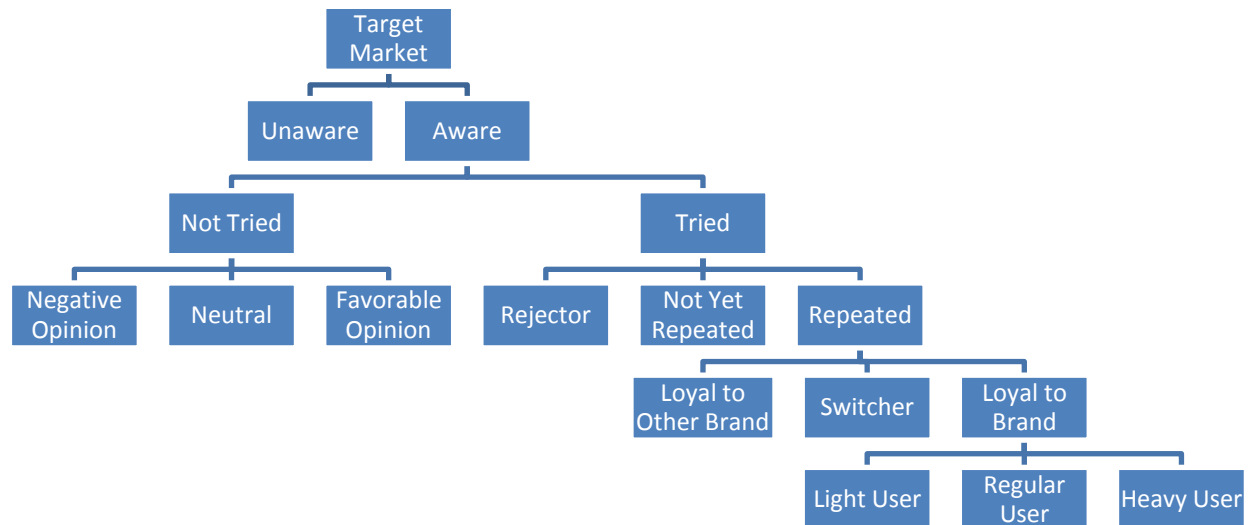 Target
Market
Unaware
Aware
Not Tried
Tried
Negative
Opinion
Neutral
Favorable
Opinion
Rejector
Not Yet
Repeated
Repeated
Loyal to
Other Brand
Switcher
Loyal to
Brand
Light User
Regular
User
Heavy User